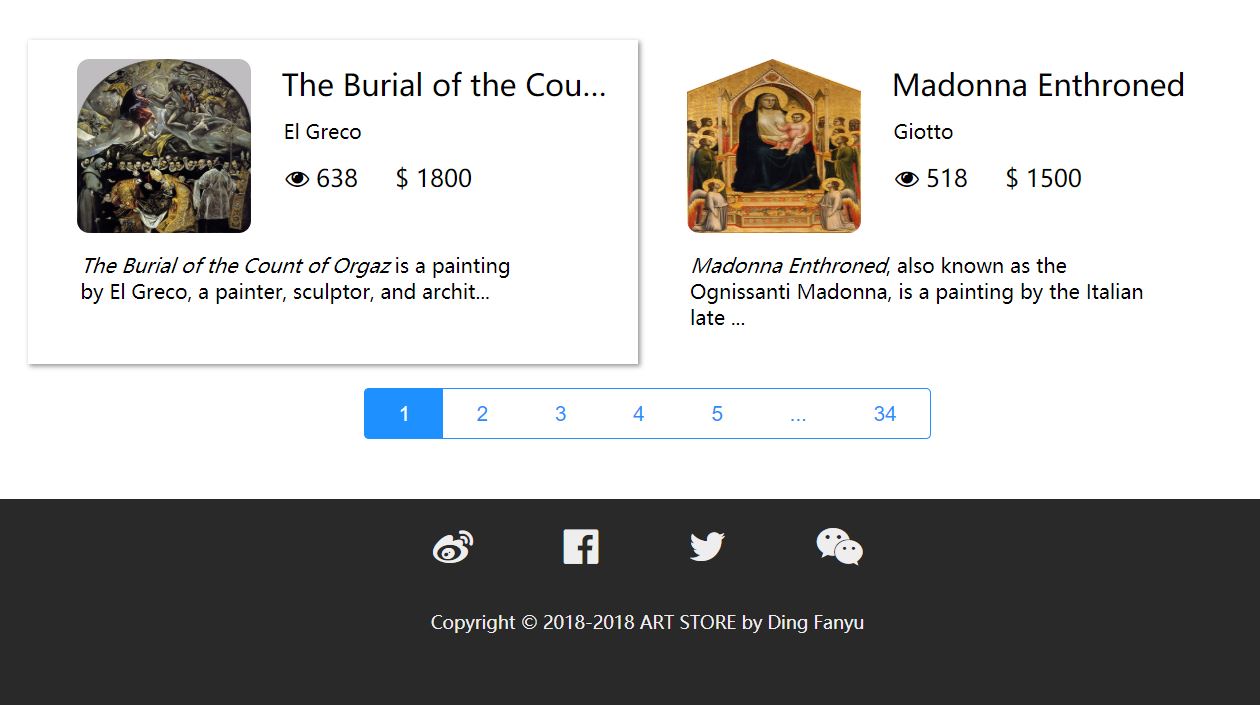 The Burial of the Cou...
El Greco
638 $ 1800
The Burial of the Count of Orgaz is a painting
by El Greco, a painter, sculptor, and archit...
Madonna Enthroned
Giotto
518 $ 1500
Madonna Enthroned, also known as the
Ognissanti Madonna, is a painting by the Italian
late ...
1 2 3 4 5 ... 34
Copyright © 2018-2018 ART STORE by Ding Fanyu